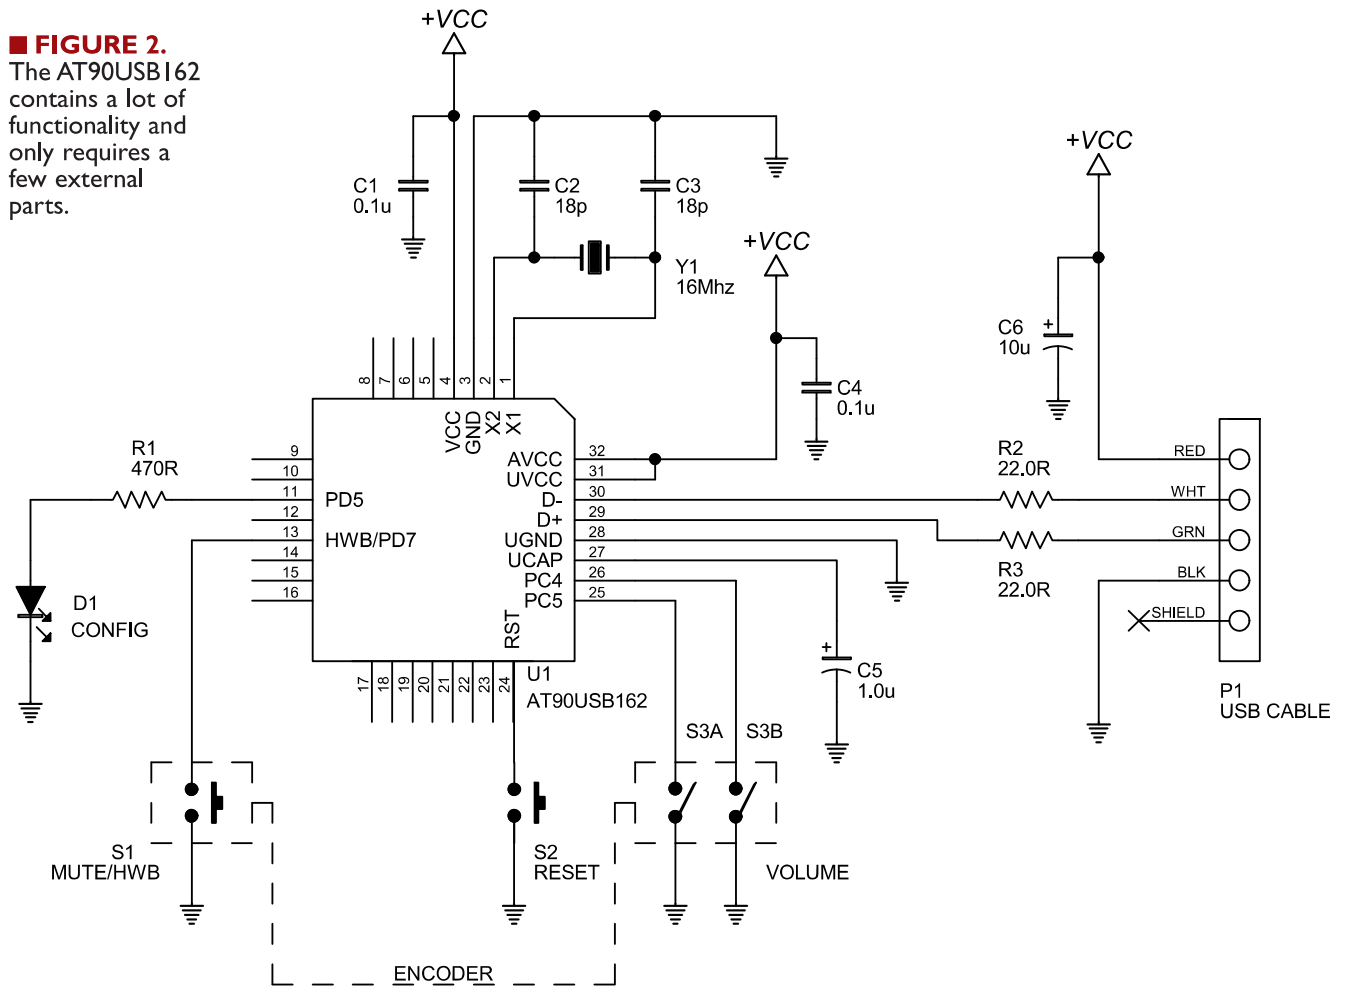 ■ FIGURE 2.
The AT90USB162
contains a lot of
functionality and
only requires a
few external
parts.
+VCC
C1
0.1u
C2
18p
C3
18p
Y1
16Mhz
+VCC
C4
0.1u
+VCC
C6
10u
8 7 6 5 4 3 2 1
VCC
GND
X2
X1
R1
470R
9
10
11 PD5
12
13 HWB/PD7
14
15
16
AVCC 32
UVCC 31
D- 30
D+ 29
UGND 28
UCAP 27
PC4 26
PC5 25
RST
17 18 19 20 21 22 23 24
U1
AT90USB162
D1
CONFIG
R2
22.0R
R3
22.0R
RED
WHT
GRN
BLK
SHIELD
P1
USB CABLE
C5
1.0u
S3A S3B
S1
MUTE/HWB
S2
RESET
VOLUME
ENCODER